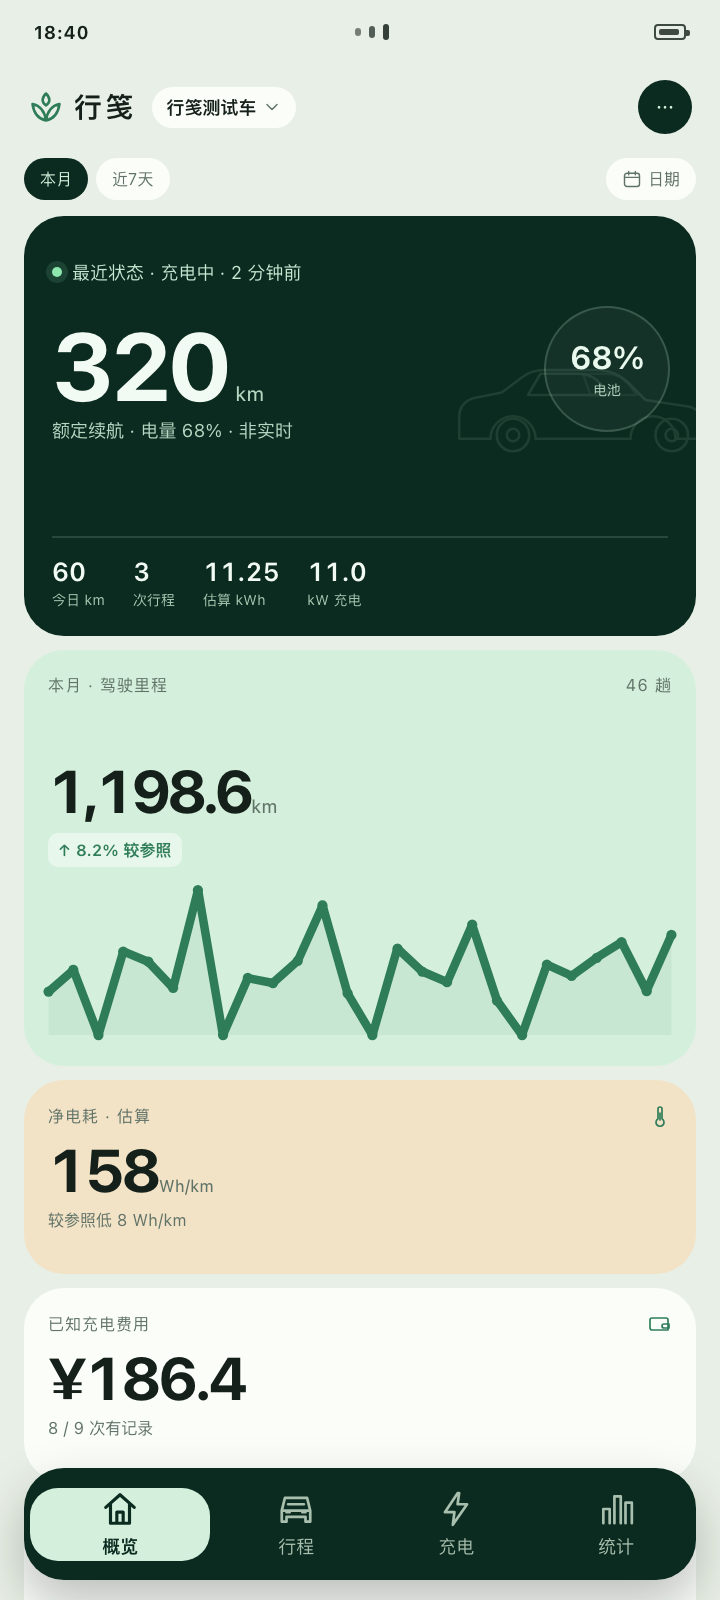 18:40
行笺 行笺测试车
本月 近7天 日期
最近状态 · 充电中 · 2 分钟前
320 km
68%
电池
额定续航 · 电量 68% · 非实时
60 3 11.25 11.0
今日 km 次行程 估算 kWh kW 充电
本月 · 驾驶里程 46 趟
1,198.6 km
↑ 8.2% 较参照
净电耗 · 估算
158 Wh/km
较参照低 8 Wh/km
已知充电费用
¥186.4
8 / 9 次有记录
概览 行程 充电 统计